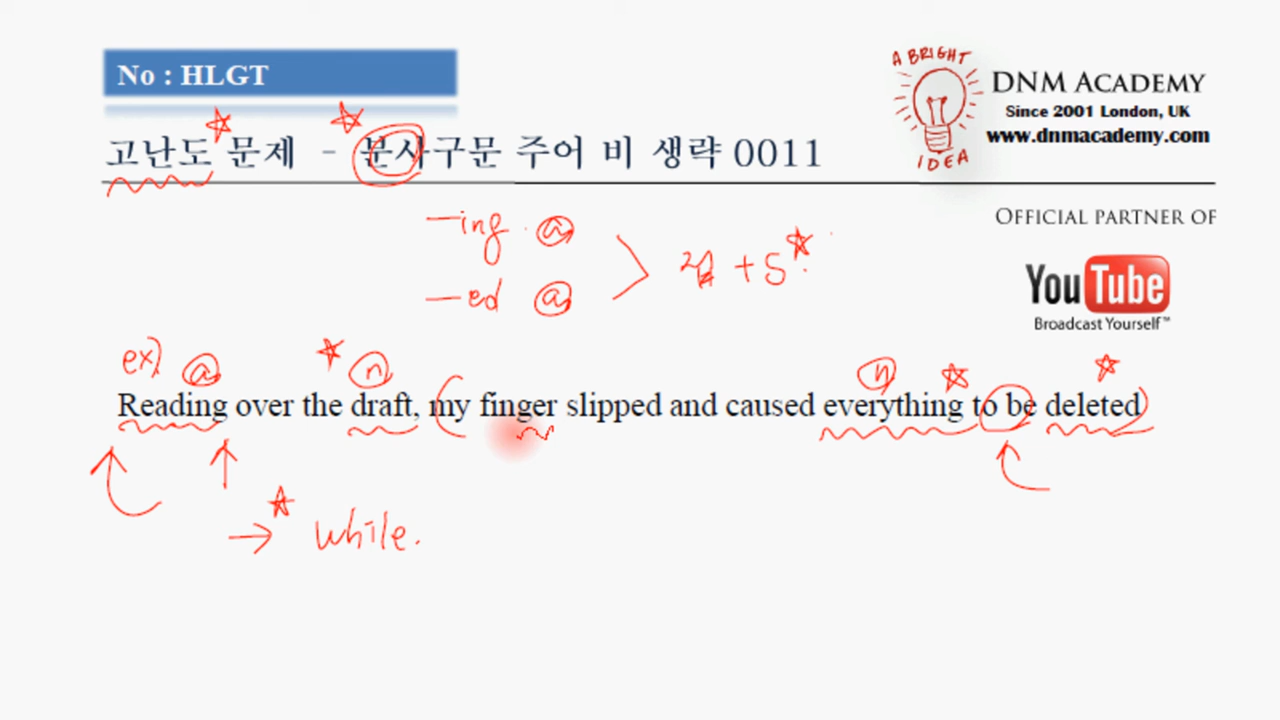 No : HLGT
A BRIGHT
IDEA
DNM ACADEMY
Since 2001 London, UK
www.dnmacademy.com
고난도 문제 - 분사구문 주어 비 생략 0011
OFFICIAL PARTNER OF
YouTube
Broadcast Yourself™
-ing ⓐ
-ed ⓐ
+ S
ex) ⓐ ⓝ ⓝ
Reading over the draft, my finger slipped and caused everything to be deleted
→ while.